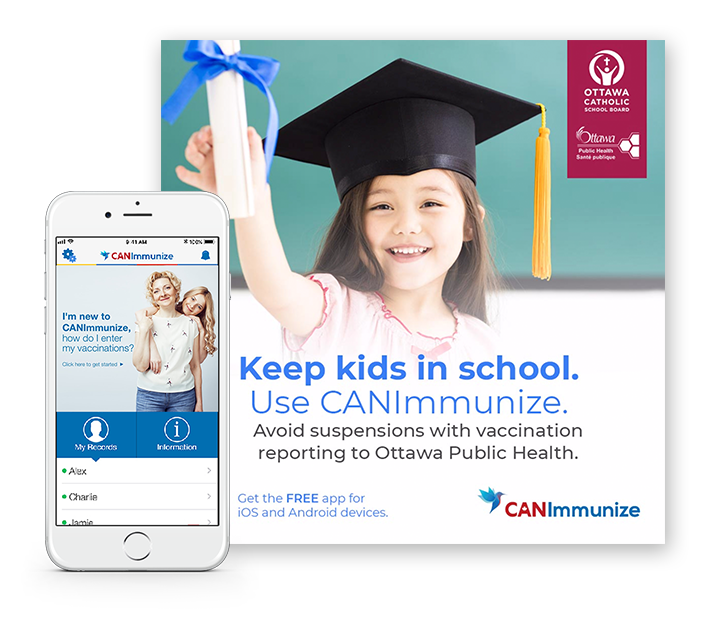 OTTAWA
CATHOLIC
SCHOOL BOARD
Ottawa
Public Health
Santé publique
9:41 AM
100%
CANImmunize
I'm new to
CANImmunize,
how do I enter
my vaccinations?
Click here to get started ►
My Records
Information
Alex
Charlie
Jamie
Keep kids in school.
Use CANImmunize.
Avoid suspensions with vaccination
reporting to Ottawa Public Health.
Get the FREE app for
iOS and Android devices.
CANImmunize